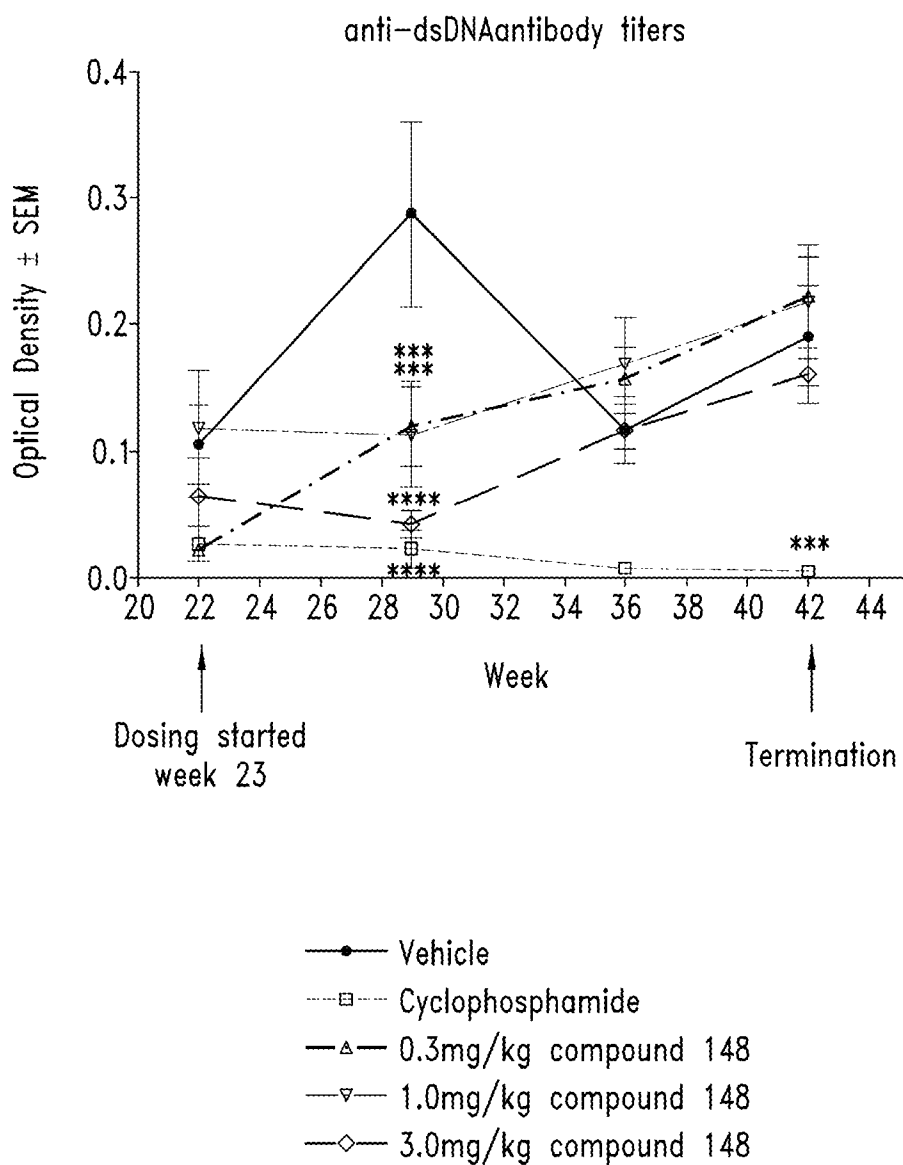 anti-dsDNAantibody titers
Optical Density ± SEM
0.4
0.3
0.2
0.1
0.0
***
***
****
****
***
20 22 24 26 28 30 32 34 36 38 40 42 44
Week
Dosing started
week 23
Termination
Vehicle
Cyclophosphamide
0.3mg/kg compound 148
1.0mg/kg compound 148
3.0mg/kg compound 148